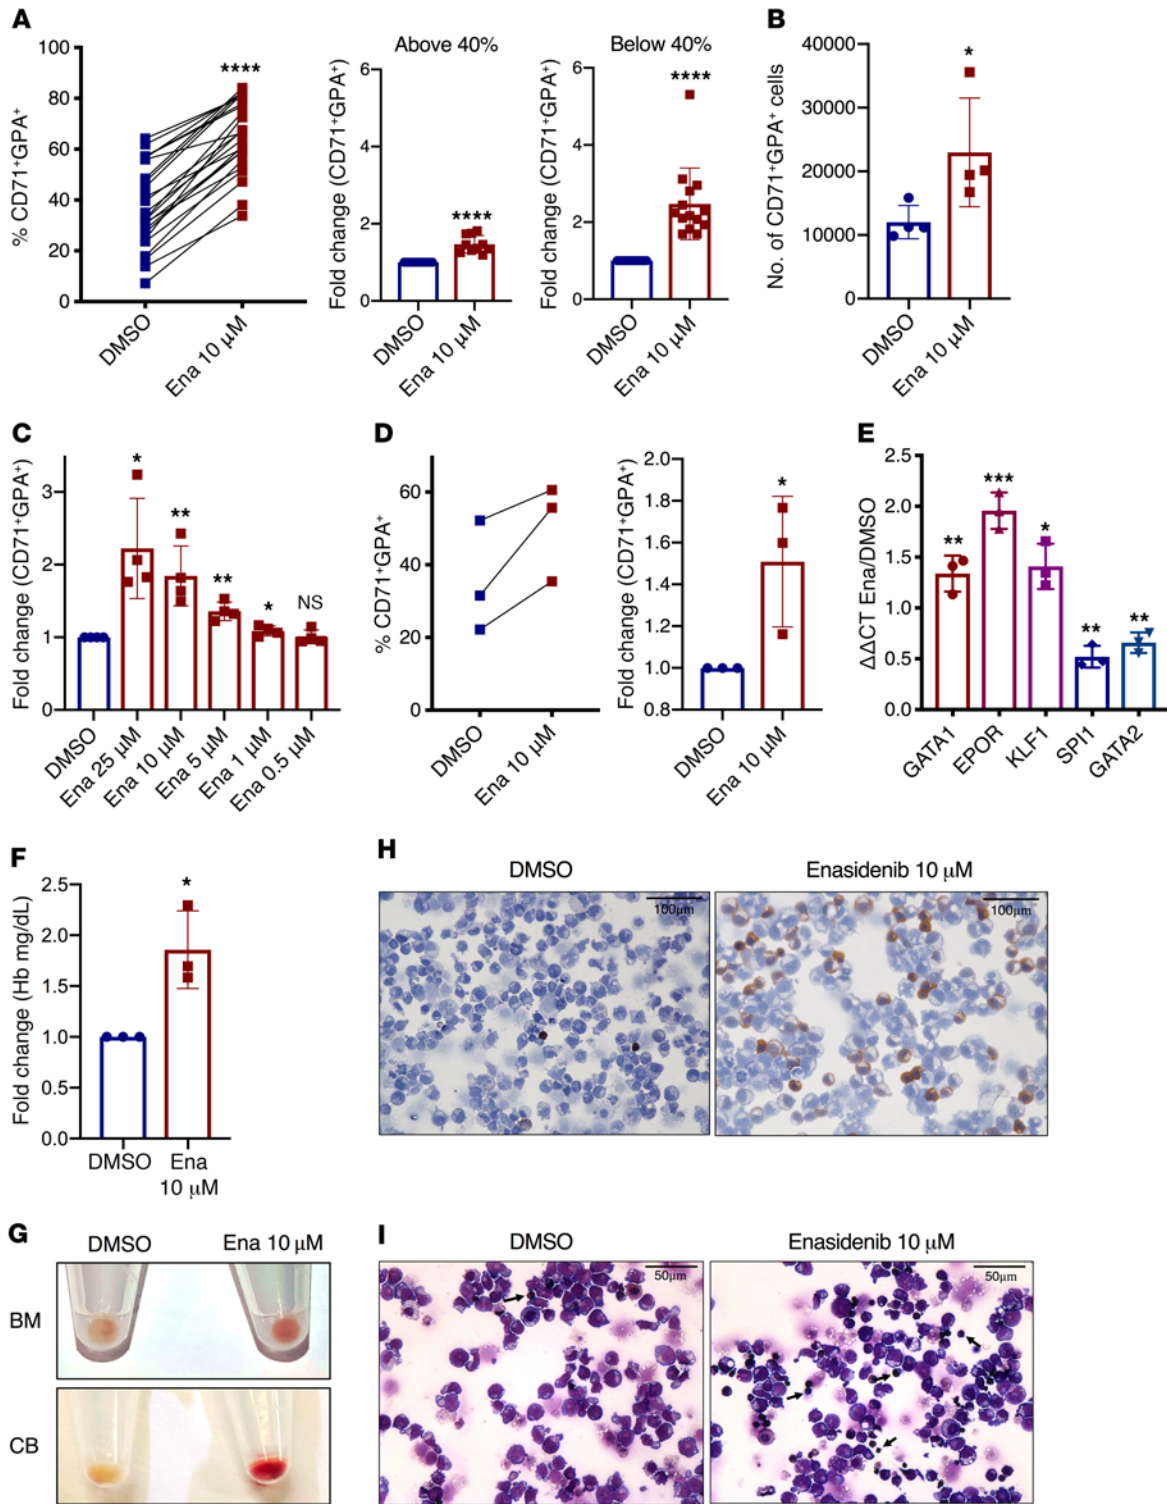 A
% CD71⁺GPA⁺
100
80
60
40
20
0
****
DMSO
Ena 10 μM
Above 40%
Fold change (CD71⁺GPA⁺)
6
4
2
0
****
DMSO
Ena 10 μM
Below 40%
Fold change (CD71⁺GPA⁺)
6
4
2
0
****
DMSO
Ena 10 μM
B
No. of CD71⁺GPA⁺ cells
40000
30000
20000
10000
0
*
DMSO
Ena 10 μM
C
Fold change (CD71⁺GPA⁺)
3
2
1
0
*
**
**
*
NS
DMSO
Ena 25 μM
Ena 10 μM
Ena 5 μM
Ena 1 μM
Ena 0.5 μM
D
% CD71⁺GPA⁺
60
40
20
0
DMSO
Ena 10 μM
Fold change (CD71⁺GPA⁺)
2.0
1.8
1.6
1.4
1.2
1.0
0.8
*
DMSO
Ena 10 μM
E
ΔΔCT Ena/DMSO
2.5
2.0
1.5
1.0
0.5
0.0
**
***
*
**
**
GATA1
EPOR
KLF1
SPI1
GATA2
F
Fold change (Hb mg/dL)
2.5
2.0
1.5
1.0
0.5
0.0
*
DMSO
Ena
10 μM
H
DMSO
Enasidenib 10 μM
100μm
100μm
G
DMSO
Ena 10 μM
BM
CB
I
DMSO
Enasidenib 10 μM
50μm
50μm